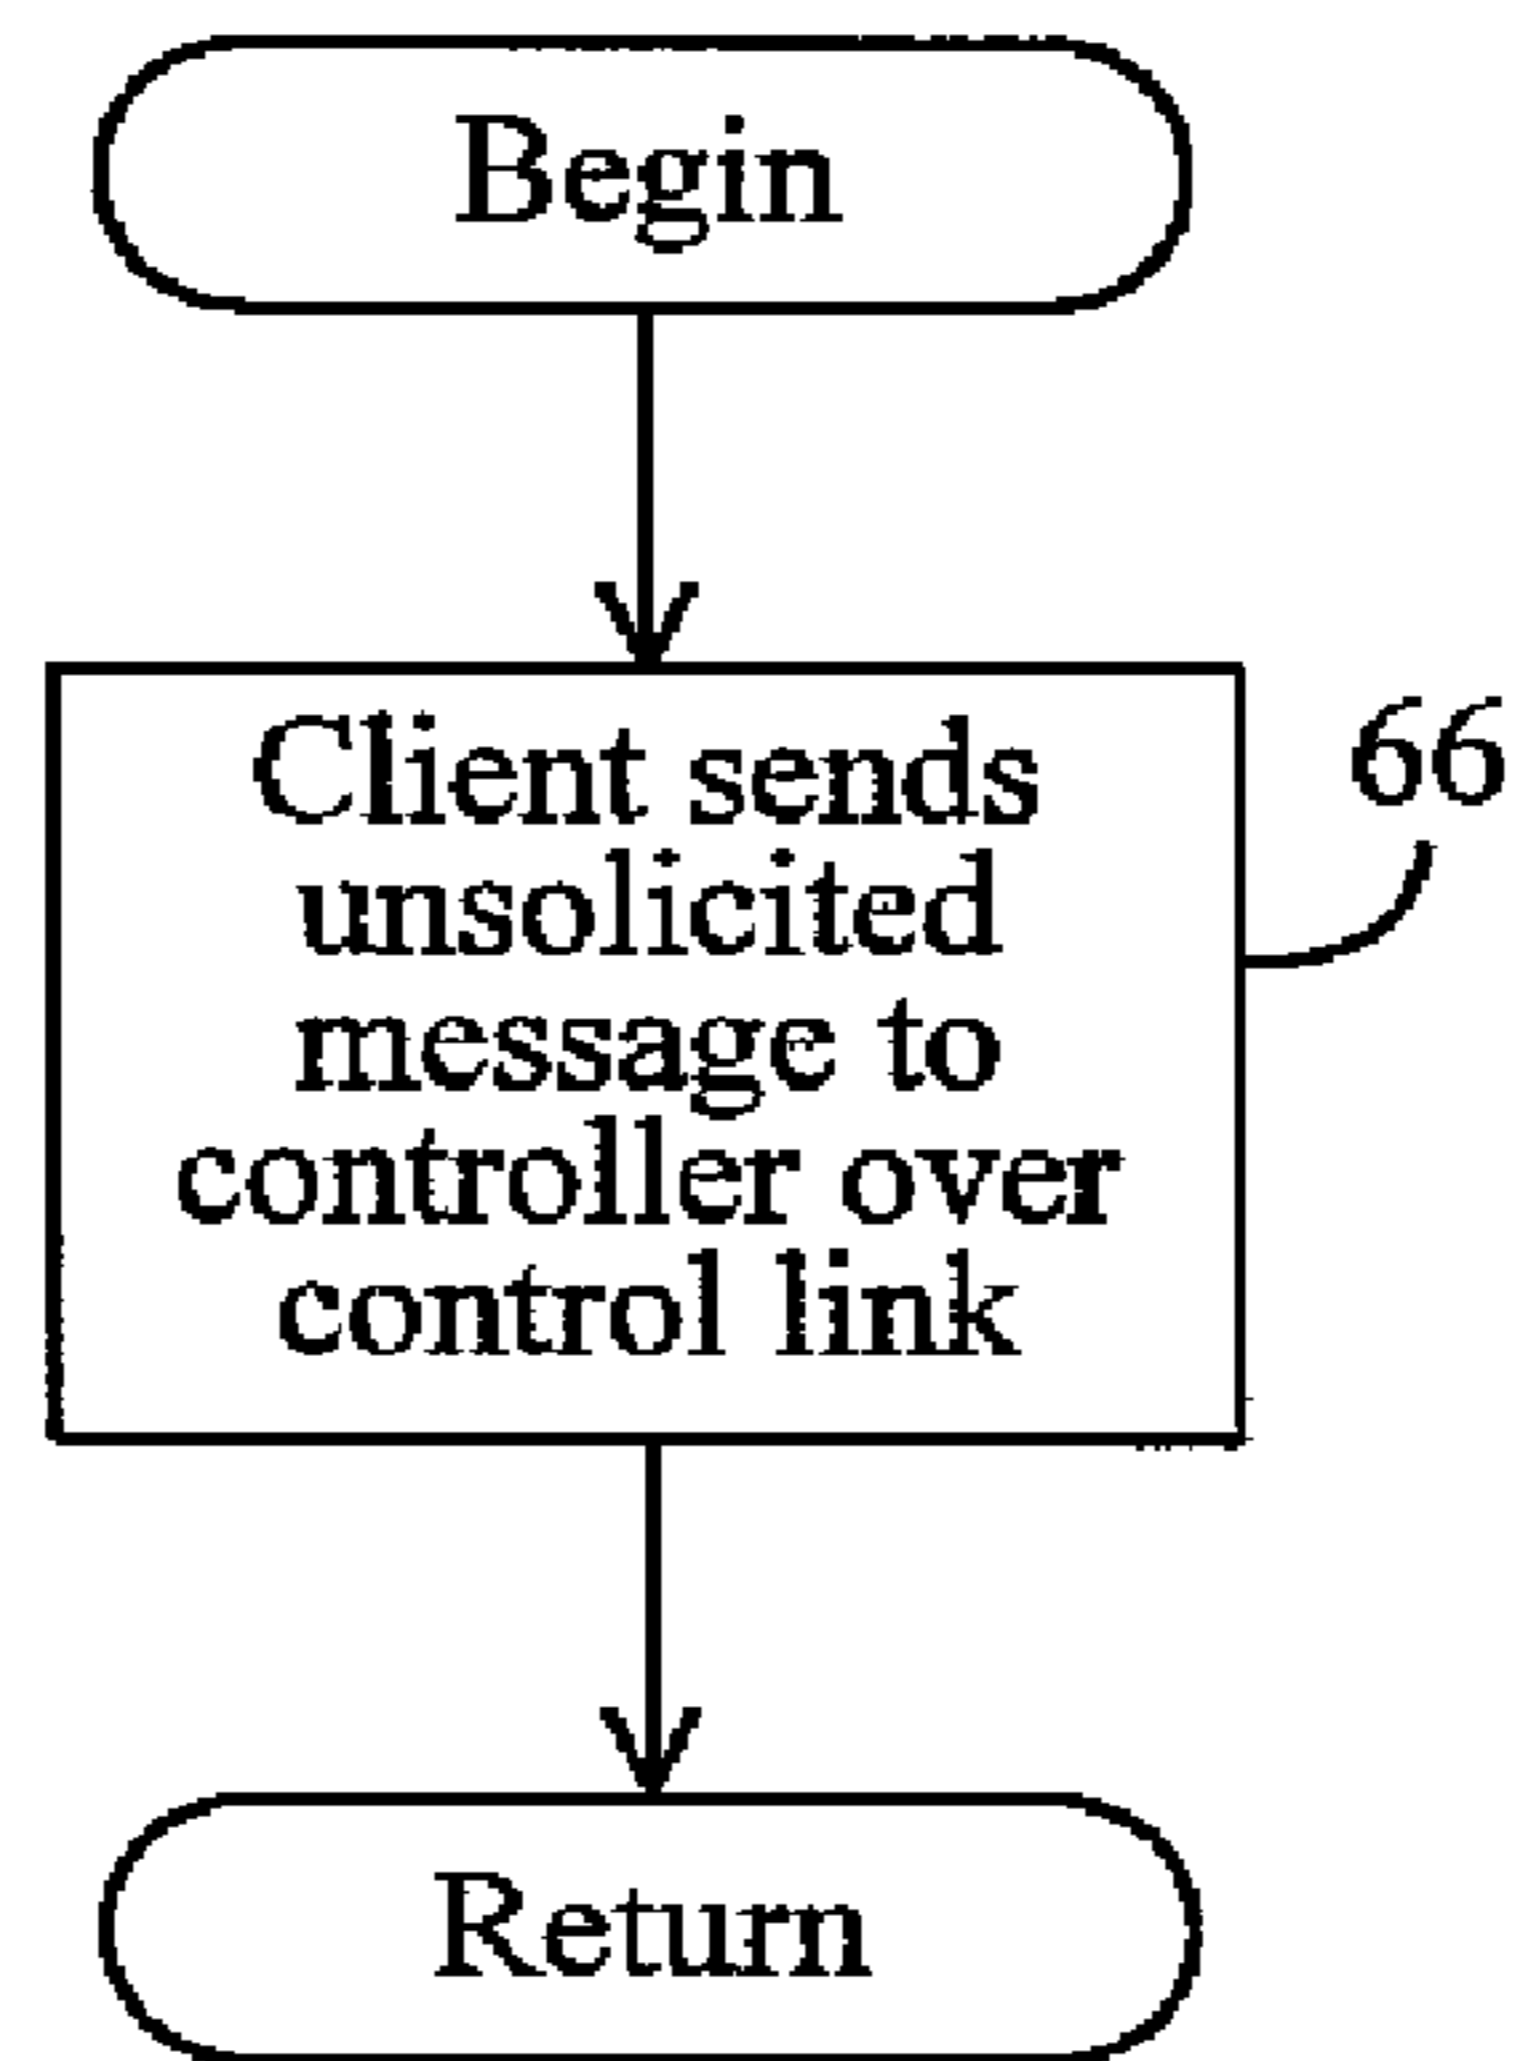 Begin
Client sends
unsolicited
message to
controller over
control link
66
Return